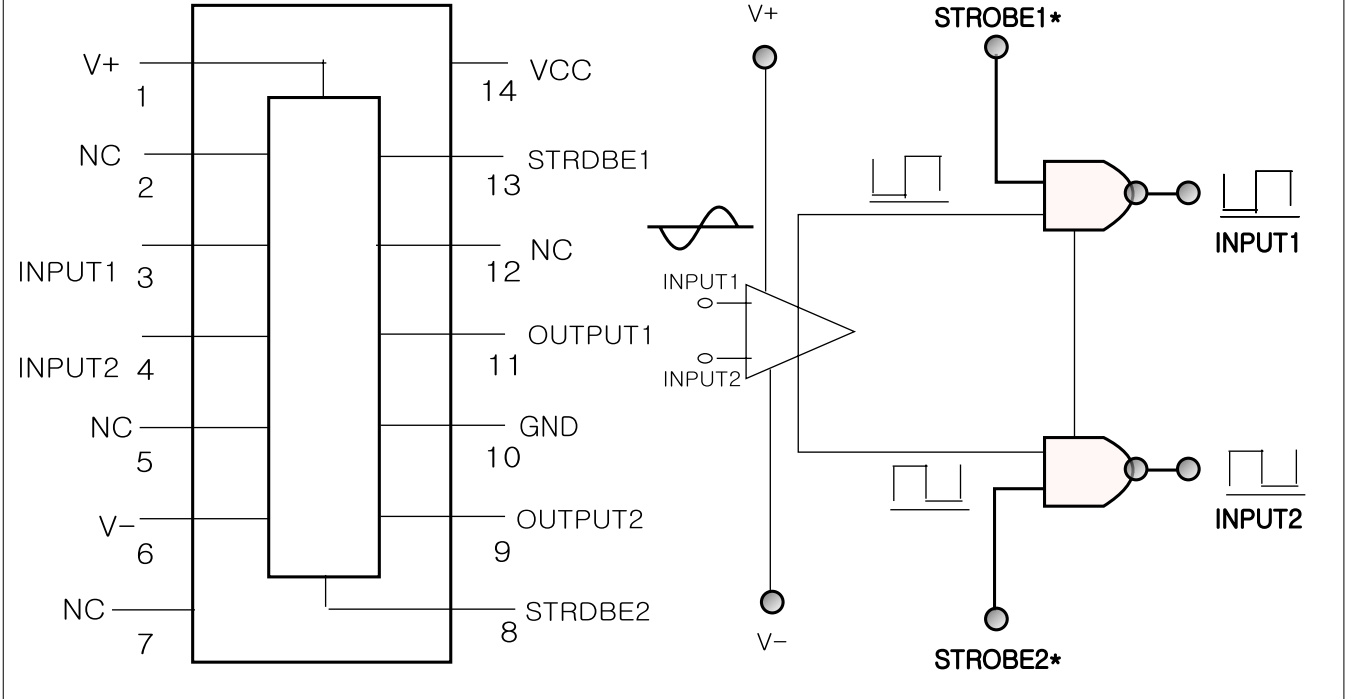 V+
1
NC
2
INPUT1
3
INPUT2
4
NC
5
V-
6
NC
7
VCC
14
STRDBE1
13
NC
12
OUTPUT1
11
GND
10
OUTPUT2
9
STRDBE2
8
V+
STROBE1*
INPUT1
INPUT1
INPUT2
INPUT2
V-
STROBE2*